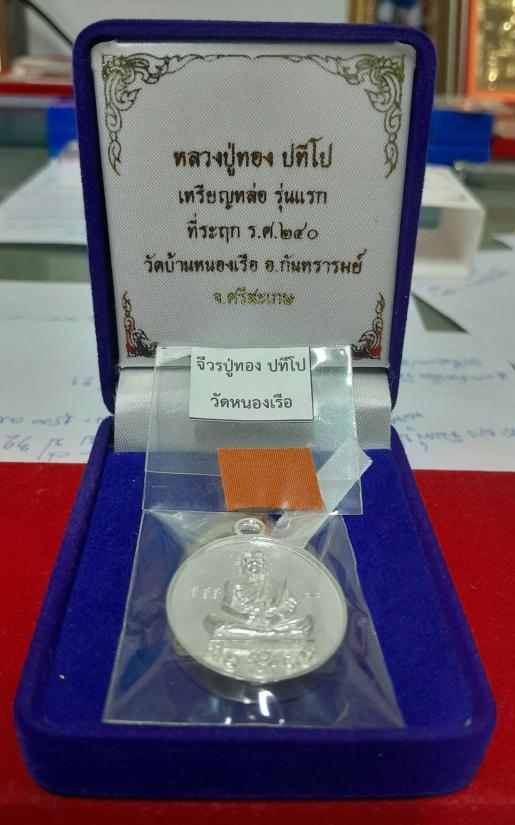 หลวงปู่ทอง ปทีโป
เหรียญหล่อ รุ่นแรก
ที่ระฤก ร.ศ.๒๔๐
วัดบ้านหนองเรือ อ.กันทรารมย์
จ.ศรีสะเกษ
จีวรปู่ทอง ปทีโป
วัดหนองเรือ